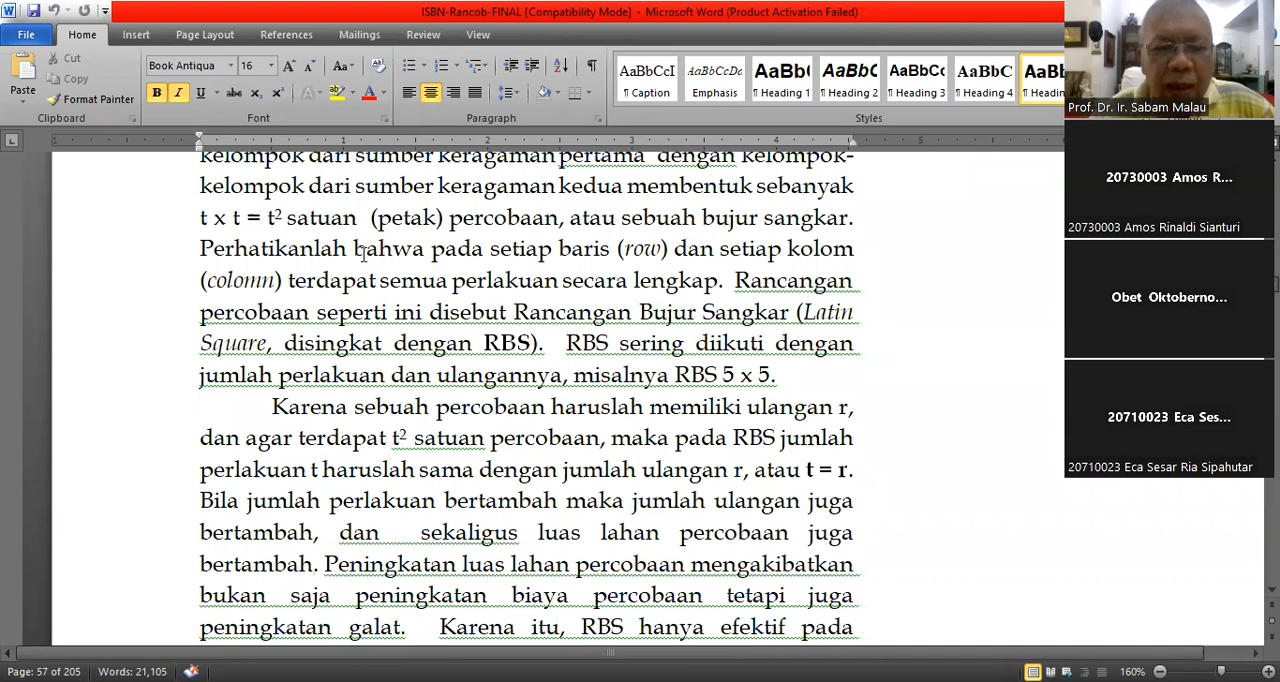 ISBN-Rancob-FINAL [Compatibility Mode] - Microsoft Word (Product Activation Failed)
File Home Insert Page Layout References Mailings Review View
Paste
Cut
Copy
Format Painter
Clipboard
Book Antiqua 16
Font
Paragraph
AaBbCcI AaBbCcDc AaBb( AaBbC AaBbCc AaBbC AaBb
Caption Emphasis Heading 1 Heading 2 Heading 3 Heading 4 Headin
Styles
1 2 3 4 5
kelompok dari sumber keragaman pertama dengan kelompok-
kelompok dari sumber keragaman kedua membentuk sebanyak
t x t = t² satuan (petak) percobaan, atau sebuah bujur sangkar.
Perhatikanlah bahwa pada setiap baris (row) dan setiap kolom
(colomn) terdapat semua perlakuan secara lengkap. Rancangan
percobaan seperti ini disebut Rancangan Bujur Sangkar (Latin
Square, disingkat dengan RBS). RBS sering diikuti dengan
jumlah perlakuan dan ulangannya, misalnya RBS 5 x 5.
Karena sebuah percobaan haruslah memiliki ulangan r,
dan agar terdapat t² satuan percobaan, maka pada RBS jumlah
perlakuan t haruslah sama dengan jumlah ulangan r, atau t = r.
Bila jumlah perlakuan bertambah maka jumlah ulangan juga
bertambah, dan sekaligus luas lahan percobaan juga
bertambah. Peningkatan luas lahan percobaan mengakibatkan
bukan saja peningkatan biaya percobaan tetapi juga
peningkatan galat. Karena itu, RBS hanya efektif pada
Page: 57 of 205 Words: 21,105
160%
Prof. Dr. Ir. Sabam Malau
20730003 Amos R...
20730003 Amos Rinaldi Sianturi
Obet Oktoberno...
20710023 Eca Ses...
20710023 Eca Sesar Ria Sipahutar